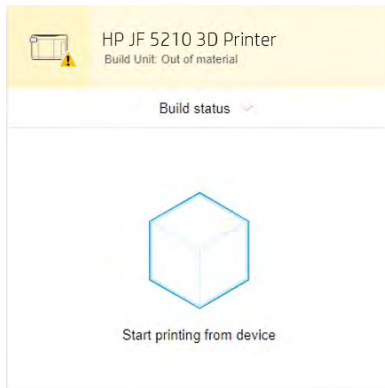 HP JF 5210 3D Printer
Build Unit: Out of material
Build status
Start printing from device